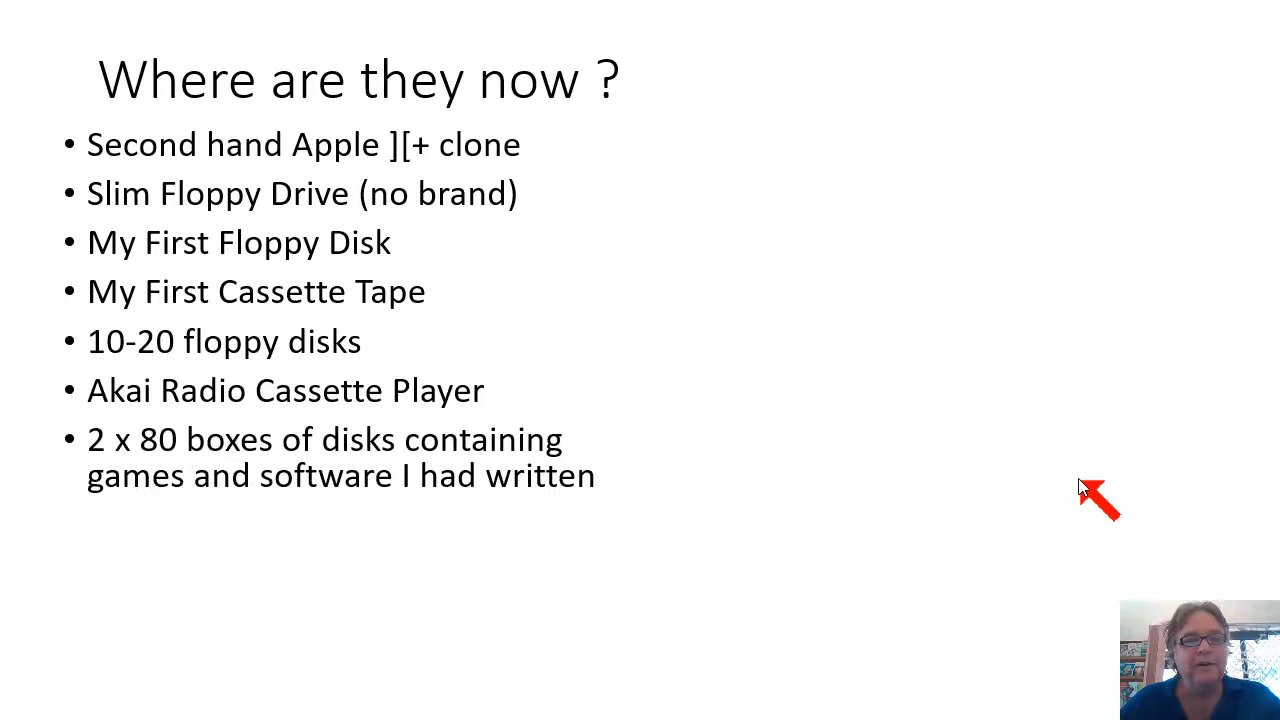 Where are they now ?
• Second hand Apple ][+ clone
• Slim Floppy Drive (no brand)
• My First Floppy Disk
• My First Cassette Tape
• 10-20 floppy disks
• Akai Radio Cassette Player
• 2 x 80 boxes of disks containing
games and software I had written